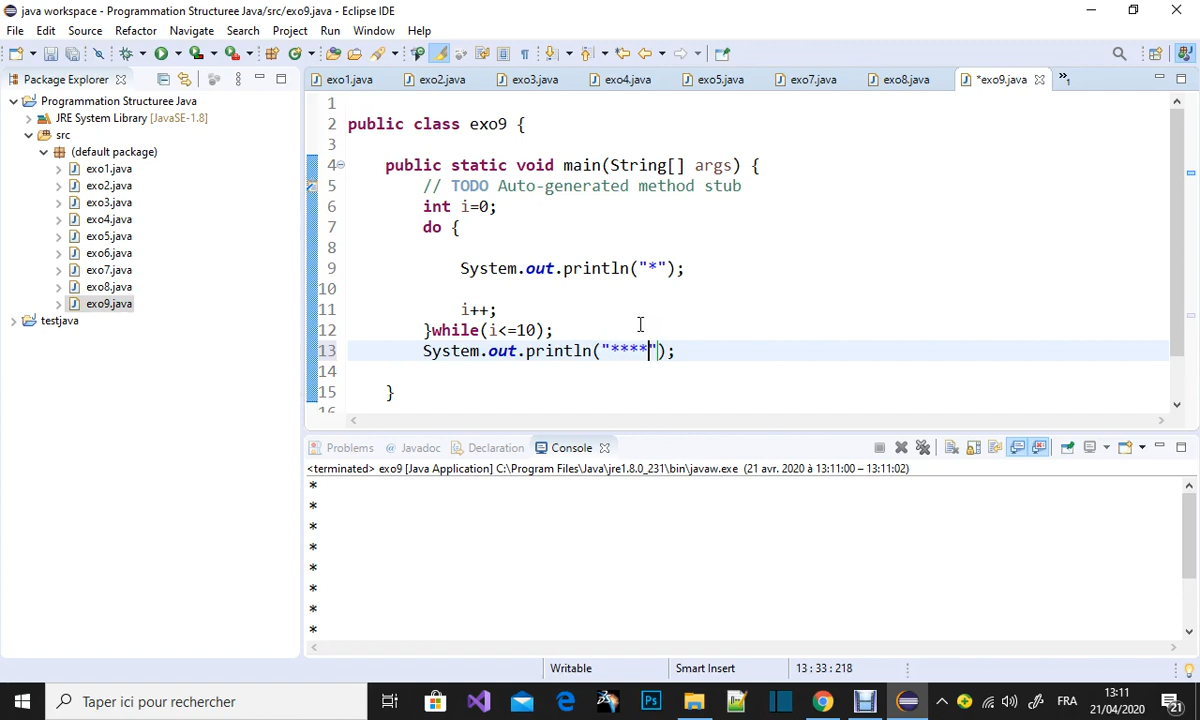 java workspace - Programmation Structuree Java/src/exo9.java - Eclipse IDE
File Edit Source Refactor Navigate Search Project Run Window Help
Package Explorer
exo1.java exo2.java exo3.java exo4.java exo5.java exo7.java exo8.java *exo9.java »1
Programmation Structuree Java
JRE System Library [JavaSE-1.8]
src
(default package)
exo1.java
exo2.java
exo3.java
exo4.java
exo5.java
exo6.java
exo7.java
exo8.java
exo9.java
testjava
1
2 public class exo9 {
3
4 public static void main(String[] args) {
5 // TODO Auto-generated method stub
6 int i=0;
7 do {
8
9 System.out.println("*");
10
11 i++;
12 }while(i<=10);
13 System.out.println("****");
14
15 }
16
Problems Javadoc Declaration Console
<terminated> exo9 [Java Application] C:\Program Files\Java\jre1.8.0_231\bin\javaw.exe (21 avr. 2020 à 13:11:00 – 13:11:02)
*
*
*
*
*
*
*
*
Writable Smart Insert 13 : 33 : 218
Taper ici pour rechercher
FRA
13:11
21/04/2020
21